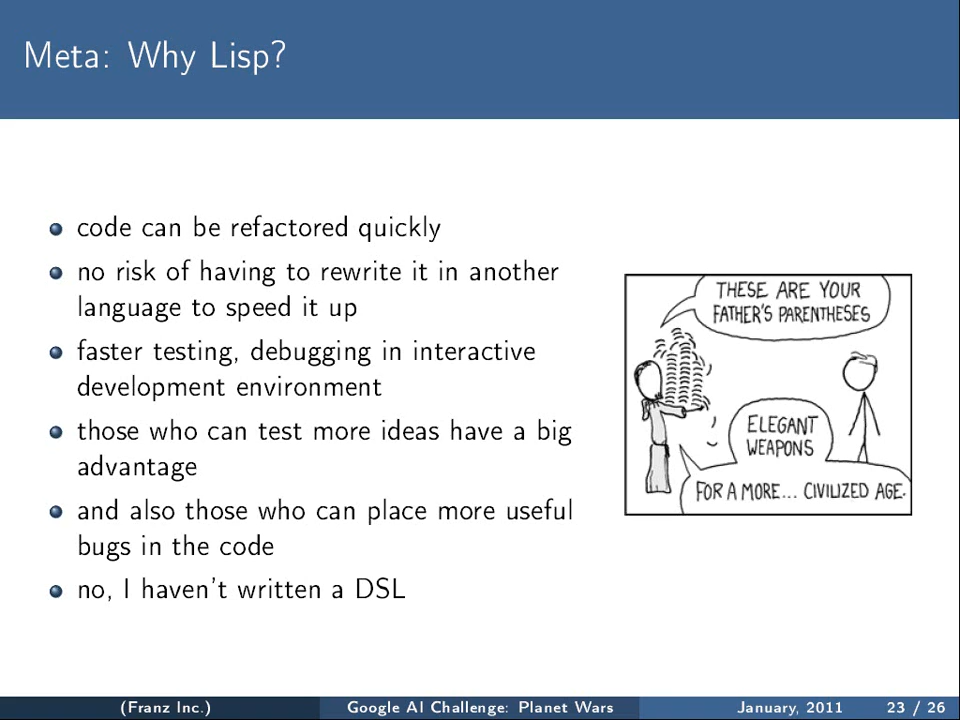 Meta: Why Lisp?
code can be refactored quickly
no risk of having to rewrite it in another
language to speed it up
faster testing, debugging in interactive
development environment
those who can test more ideas have a big
advantage
and also those who can place more useful
bugs in the code
no, I haven't written a DSL
THESE ARE YOUR
FATHER'S PARENTHESES
ELEGANT
WEAPONS
FOR A MORE... CIVILIZED AGE.
(Franz Inc.) Google AI Challenge: Planet Wars January, 2011 23 / 26